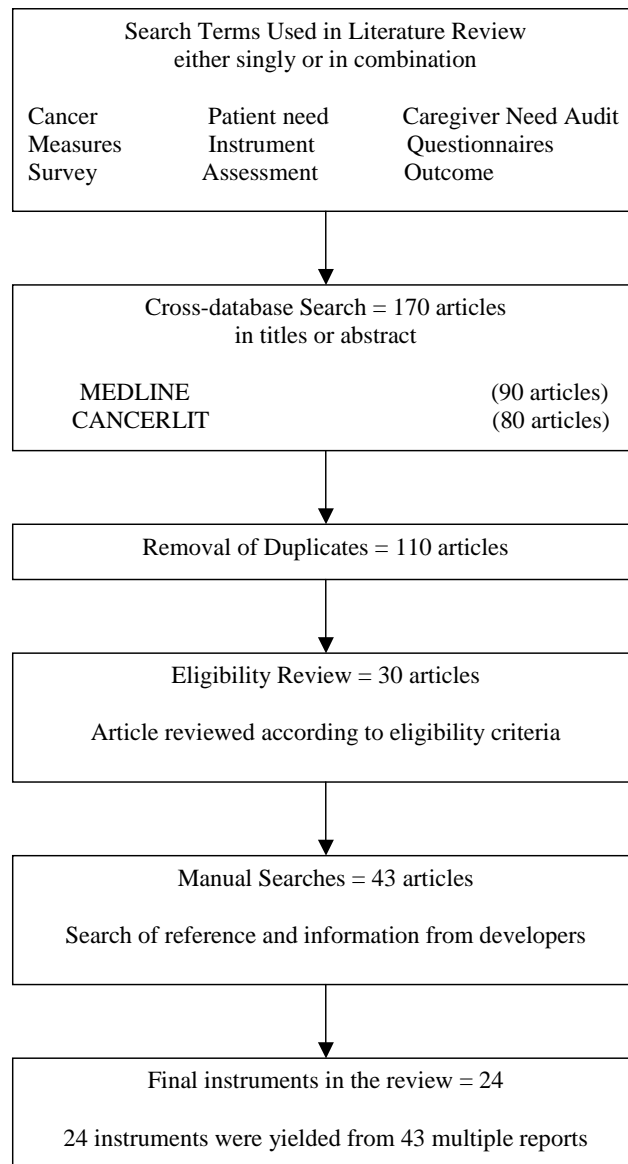 Search Terms Used in Literature Review
either singly or in combination
Cancer Patient need Caregiver Need Audit
Measures Instrument Questionnaires
Survey Assessment Outcome
Cross-database Search = 170 articles
in titles or abstract
MEDLINE (90 articles)
CANCERLIT (80 articles)
Removal of Duplicates = 110 articles
Eligibility Review = 30 articles
Article reviewed according to eligibility criteria
Manual Searches = 43 articles
Search of reference and information from developers
Final instruments in the review = 24
24 instruments were yielded from 43 multiple reports